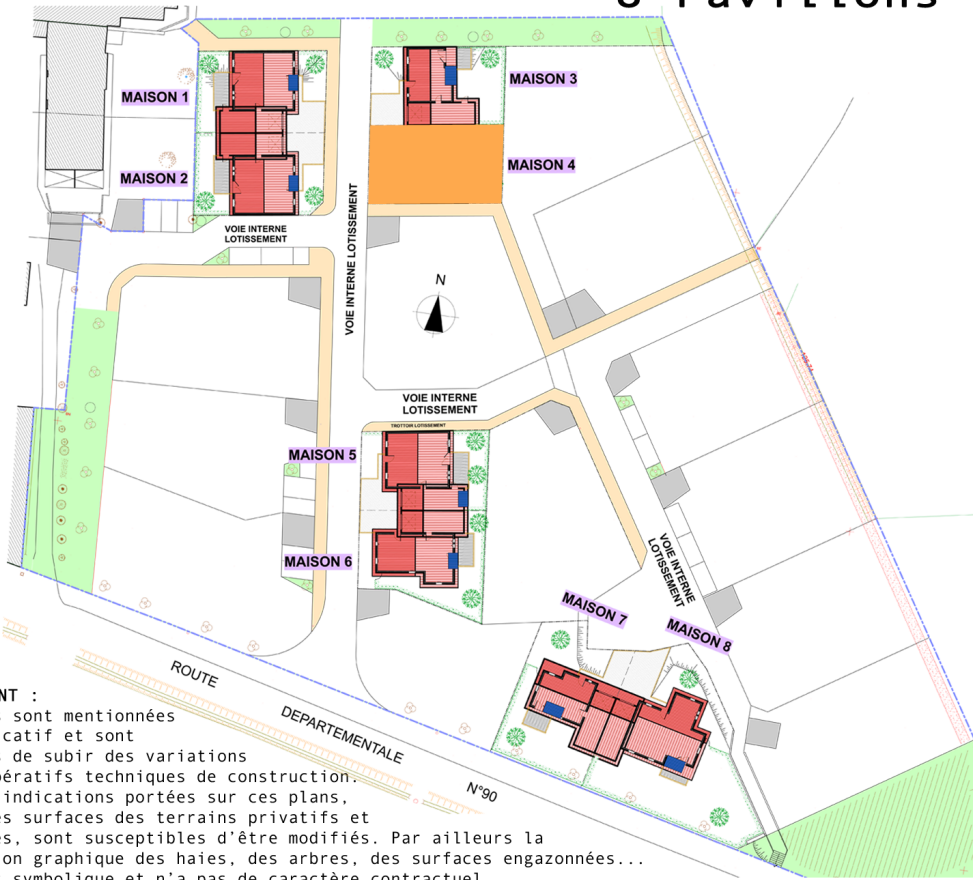 8 Pavillons
MAISON 1
MAISON 2
MAISON 3
MAISON 4
VOIE INTERNE
LOTISSEMENT
VOIE INTERNE LOTISSEMENT
N
VOIE INTERNE
LOTISSEMENT
TROTTOIR LOTISSEMENT
MAISON 5
MAISON 6
VOIE INTERNE
LOTISSEMENT
MAISON 7
MAISON 8
ROUTE
DEPARTEMENTALE
N°90
NT :
s sont mentionnées
catif et sont
s de subir des variations
pératifs techniques de construction.
indications portées sur ces plans,
es surfaces des terrains privatifs et
es, sont susceptibles d'être modifiés. Par ailleurs la
on graphique des haies, des arbres, des surfaces engazonnées...
symbolique et n'a pas de caractère contractuel